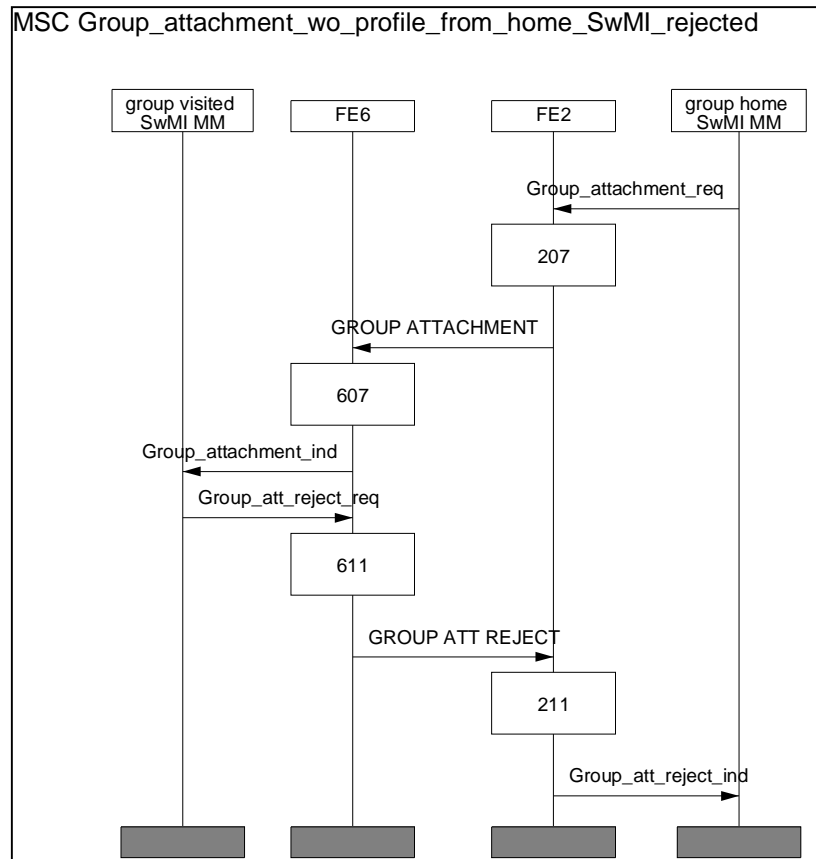 MSC Group_attachment_wo_profile_from_home_SwMI_rejected
group visited
SwMI MM
FE6
FE2
group home
SwMI MM
Group_attachment_req
207
GROUP ATTACHMENT
607
Group_attachment_ind
Group_att_reject_req
611
GROUP ATT REJECT
211
Group_att_reject_ind